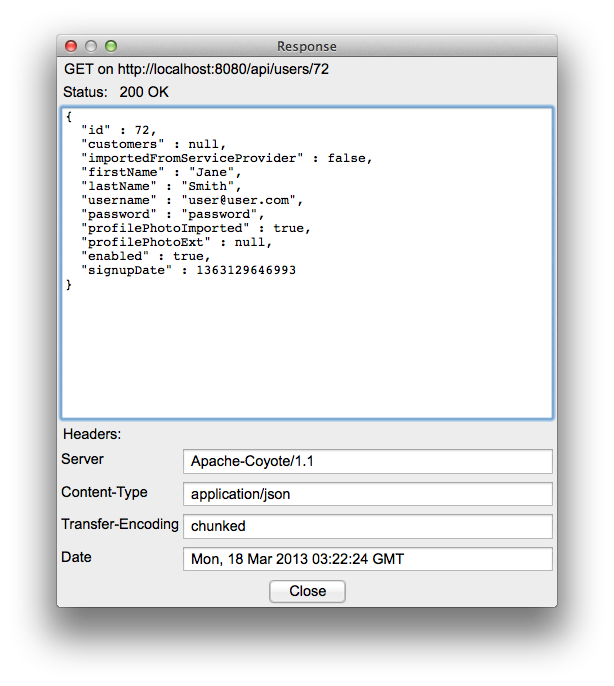 Response
GET on http://localhost:8080/api/users/72
Status: 200 OK
{
  "id" : 72,
  "customers" : null,
  "importedFromServiceProvider" : false,
  "firstName" : "Jane",
  "lastName" : "Smith",
  "username" : "user@user.com",
  "password" : "password",
  "profilePhotoImported" : true,
  "profilePhotoExt" : null,
  "enabled" : true,
  "signupDate" : 1363129646993
}
Headers:
Server Apache-Coyote/1.1
Content-Type application/json
Transfer-Encoding chunked
Date Mon, 18 Mar 2013 03:22:24 GMT
Close